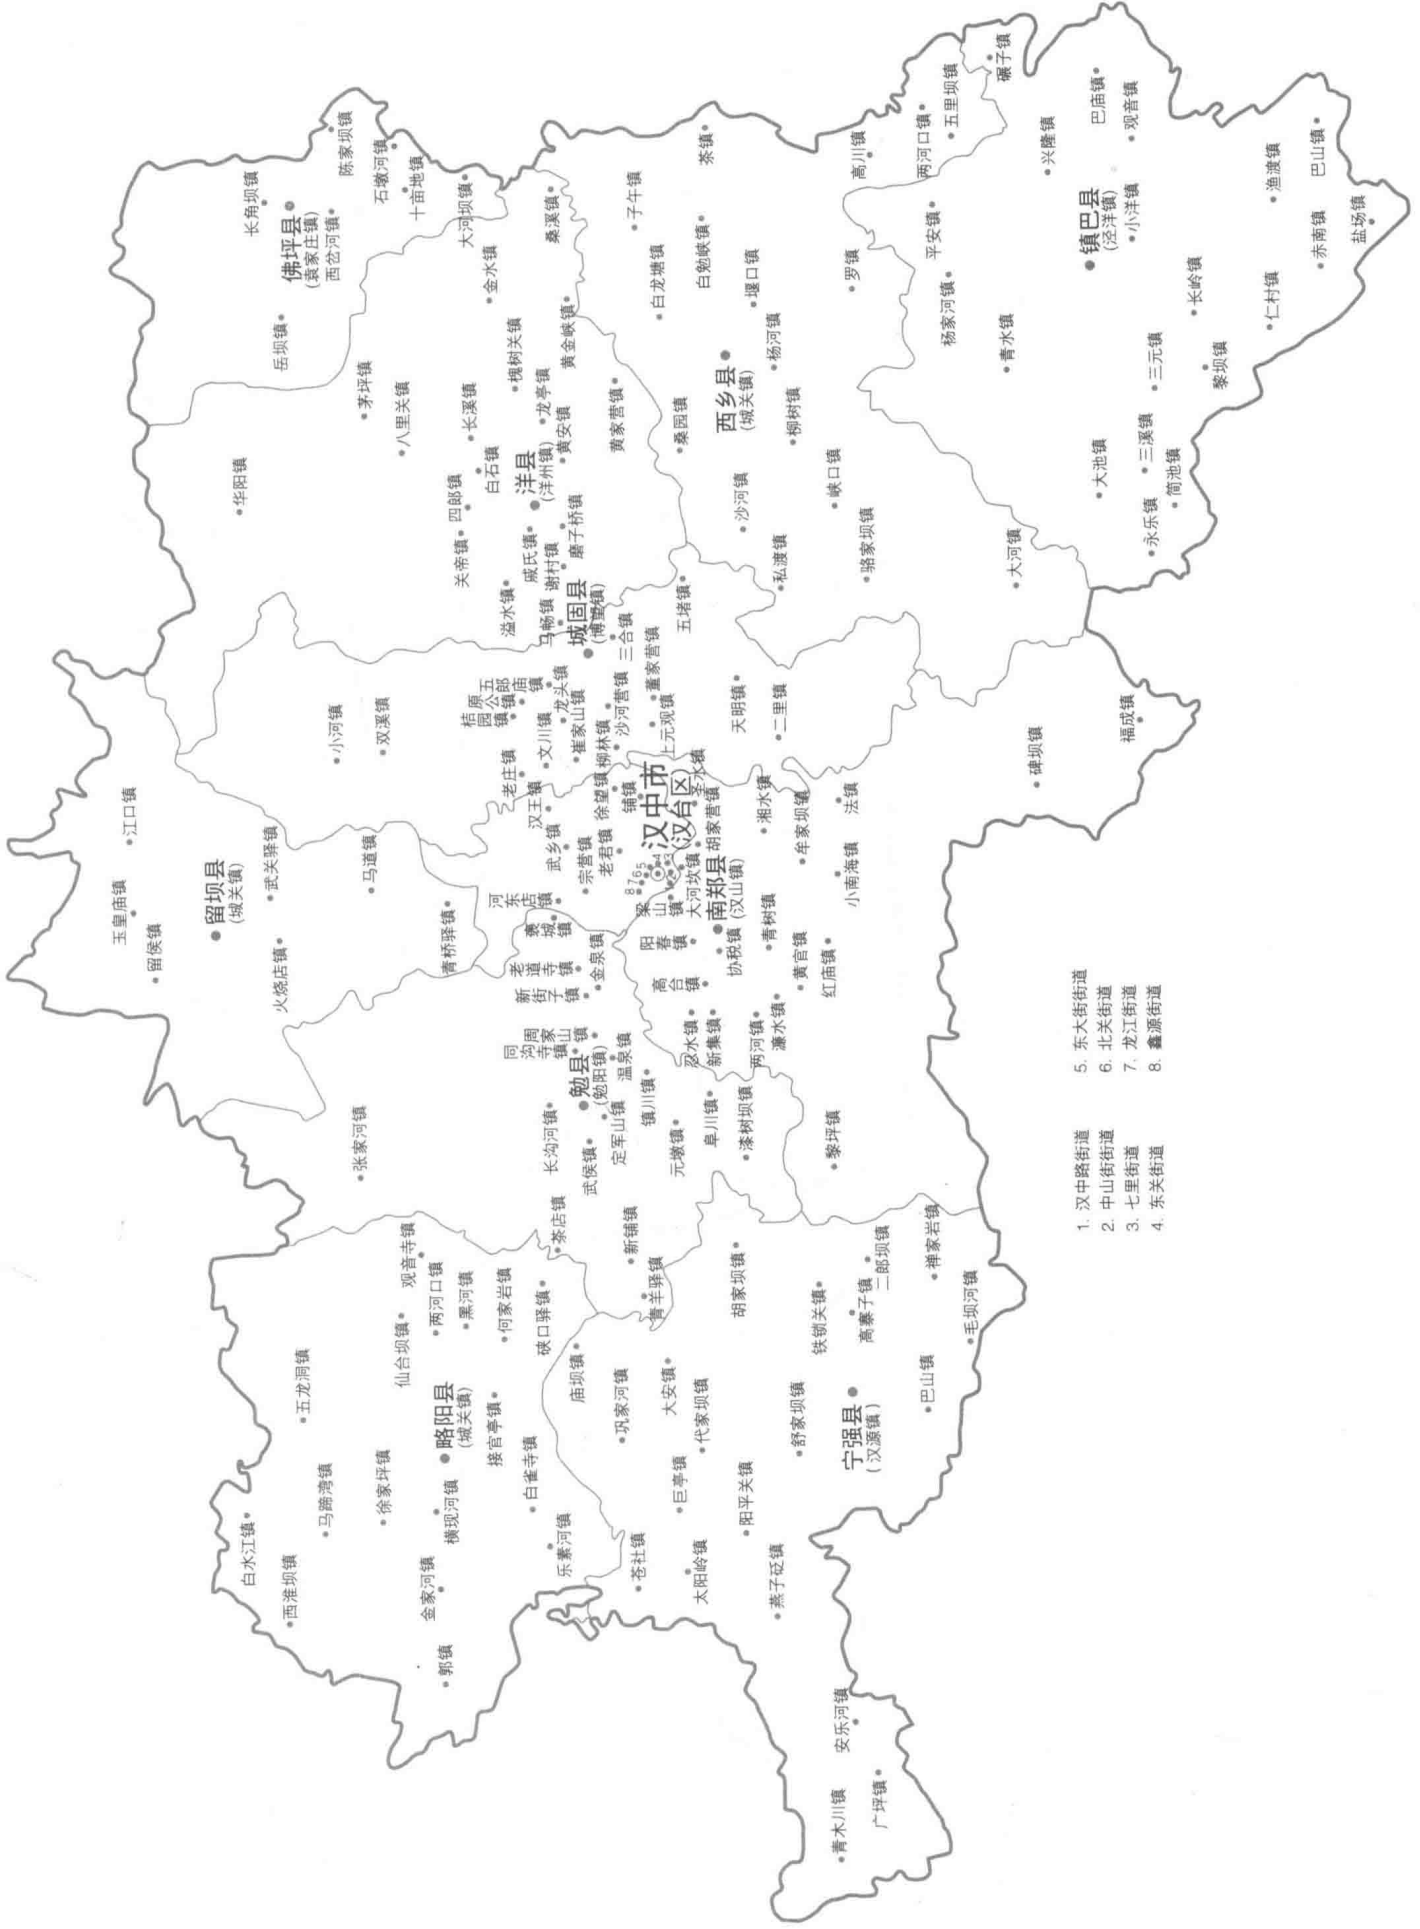 玉皇庙镇
江口镇
留侯镇
留坝县
(城关镇)
武关驿镇
火烧店镇
马道镇
青桥驿镇
长角坝镇
陈家坝镇
佛坪县
(袁家庄镇)
石墩河镇
西岔河镇
十亩地镇
岳坝镇
大河坝镇
华阳镇
茅坪镇
八里关镇
金水镇
桑溪镇
槐树关镇
长溪镇
黄金峡镇
龙亭镇
白石镇
四郎镇
洋县
(洋州镇)
黄安镇
黄家营镇
关帝镇
戚氏镇
磨子桥镇
溢水镇
谢村镇
马畅镇
小河镇
双溪镇
城固县
(博望镇)
桔园镇
原公镇
五郎庙镇
龙头镇
三合镇
五堵镇
老庄镇
文川镇
崔家山镇
沙河营镇
董家营镇
柳林镇
上元观镇
天明镇
二里镇
汉中市
(汉台区)
汉王镇
徐望镇
铺镇
武乡镇
宗营镇
老君镇
河东店镇
8 7 6 5
4
3
2
1
圣水镇
胡家营镇
湘水镇
牟家坝镇
法镇
小南海镇
碑坝镇
福成镇
南郑县
(汉山镇)
大河坎镇
梁山镇
阳春镇
高台镇
协税镇
青树镇
黄官镇
红庙镇
忍水镇
新集镇
两河镇
濂水镇
黎坪镇
褒城镇
老道寺镇
金泉镇
新街子镇
周家山镇
同沟寺镇
勉县
(勉阳镇)
温泉镇
张家河镇
长沟河镇
武侯镇
定军山镇
镇川镇
元墩镇
阜川镇
漆树坝镇
茶店镇
新铺镇
青羊驿镇
观音寺镇
仙台坝镇
两河口镇
黑河镇
何家岩镇
硖口驿镇
五龙洞镇
略阳县
(城关镇)
接官亭镇
白雀寺镇
马蹄湾镇
徐家坪镇
横现河镇
乐素河镇
白水江镇
西淮坝镇
金家河镇
郭镇
庙坝镇
巩家河镇
大安镇
代家坝镇
胡家坝镇
铁锁关镇
高寨子镇
二郎坝镇
禅家岩镇
毛坝河镇
舒家坝镇
宁强县
(汉源镇)
巴山镇
巨亭镇
阳平关镇
苍社镇
太阳岭镇
燕子砭镇
安乐河镇
青木川镇
广坪镇
茶镇
子午镇
白龙塘镇
白勉峡镇
堰口镇
西乡县
(城关镇)
杨河镇
桑园镇
柳树镇
沙河镇
峡口镇
私渡镇
骆家坝镇
大河镇
高川镇
两河口镇
五里坝镇
罗镇
平安镇
杨家河镇
碾子镇
巴庙镇
观音镇
兴隆镇
镇巴县
(泾洋镇)
小洋镇
渔渡镇
巴山镇
赤南镇
盐场镇
长岭镇
仁村镇
青水镇
三元镇
黎坝镇
大池镇
三溪镇
简池镇
永乐镇
1. 汉中路街道
2. 中山街街道
3. 七里街道
4. 东关街道
5. 东大街街道
6. 北关街道
7. 龙江街道
8. 鑫源街道